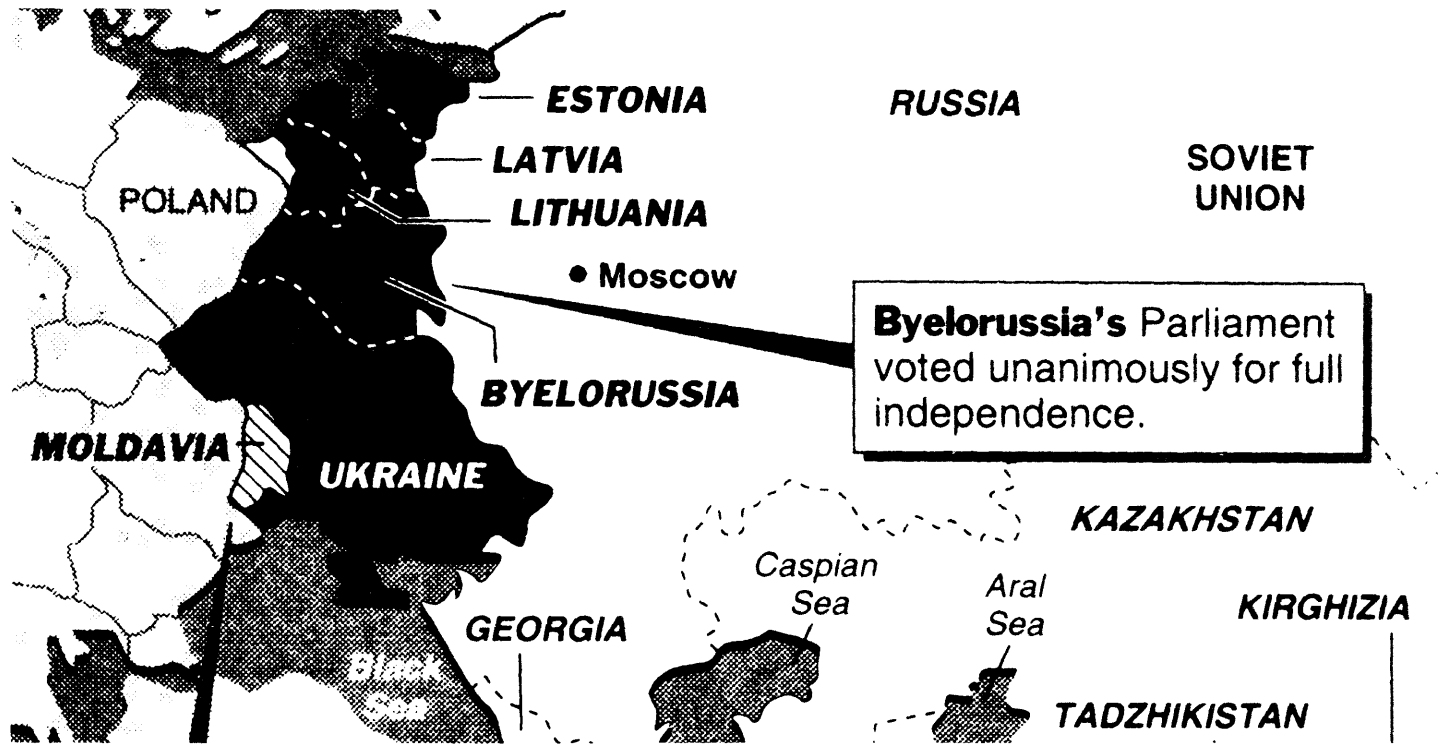 ESTONIA
RUSSIA
LATVIA
SOVIET
UNION
POLAND
LITHUANIA
Moscow
Byelorussia's Parliament
voted unanimously for full
independence.
BYELORUSSIA
MOLDAVIA
UKRAINE
KAZAKHSTAN
Caspian
Sea
Aral
Sea
KIRGHIZIA
GEORGIA
Black
Sea
TADZHIKISTAN